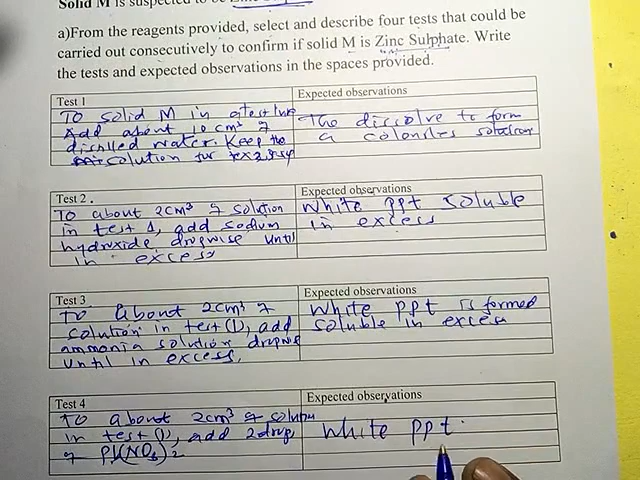 Solid M is suspected to be Zinc Sulphate
a)From the reagents provided, select and describe four tests that could be
carried out consecutively to confirm if solid M is Zinc Sulphate. Write
the tests and expected observations in the spaces provided.
Test 1
To solid M in a test tube
Add about 10 cm³ of
distilled water. Keep the
solution for
Expected observations
The dissolve to form
a colourless solution
Test 2.
To about 2cm³ of solution
in test 1, add sodium
hydroxide dropwise until
in excess
Expected observations
White ppt soluble
in excess
Test 3
To about 2cm³ of
solution in test (1), add
ammonia solution dropwise
until in excess,
Expected observations
White ppt is formed
soluble in excess
Test 4
To about 2cm³ of solution
in test (1), add 2 drops
of Pb(NO₃)₂
Expected observations
White ppt.